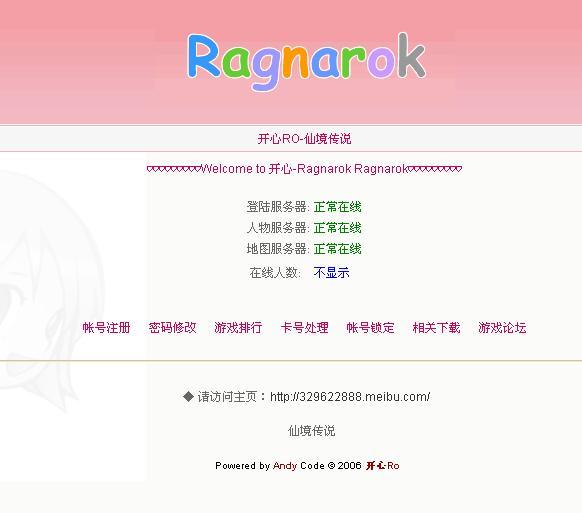 Ragnarok
开心RO-仙境传说
♡♡♡♡♡♡♡♡♡Welcome to 开心-Ragnarok Ragnarok♡♡♡♡♡♡♡♡♡
登陆服务器: 正常在线
人物服务器: 正常在线
地图服务器: 正常在线
在线人数: 不显示
帐号注册 密码修改 游戏排行 卡号处理 帐号锁定 相关下载 游戏论坛
◆ 请访问主页：http://329622888.meibu.com/
仙境传说
Powered by Andy Code © 2006 开心Ro